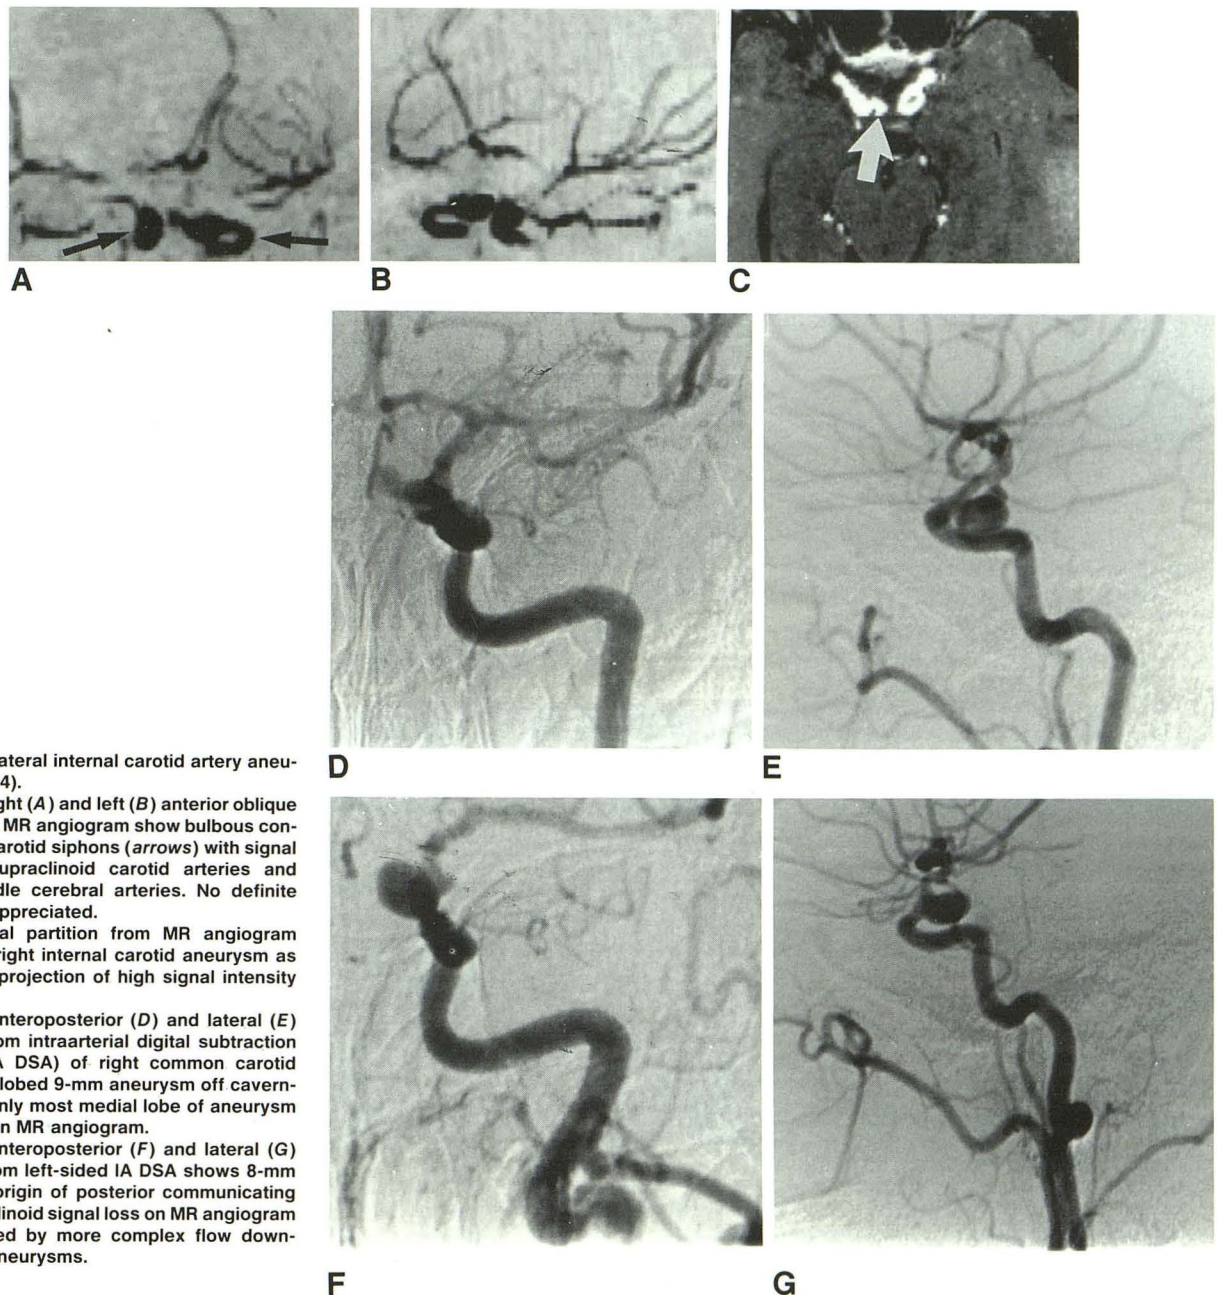 A
B
C
D
E
F
G
ateral internal carotid artery aneu-
4).
ght (A) and left (B) anterior oblique
MR angiogram show bulbous con-
arotid siphons (arrows) with signal
upraclinoid carotid arteries and
dle cerebral arteries. No definite
ppreciated.
al partition from MR angiogram
right internal carotid aneurysm as
projection of high signal intensity
nteroposterior (D) and lateral (E)
om intraarterial digital subtraction
A DSA) of right common carotid
lobed 9-mm aneurysm off cavern-
nly most medial lobe of aneurysm
n MR angiogram.
nteroposterior (F) and lateral (G)
om left-sided IA DSA shows 8-mm
origin of posterior communicating
linoid signal loss on MR angiogram
ed by more complex flow down-
neurysms.